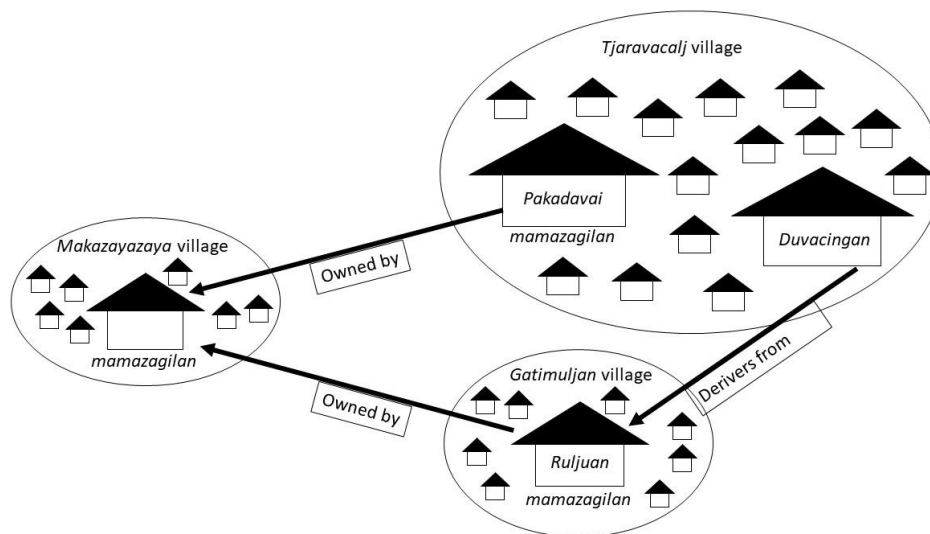 Tjaravacalj village
Pakadavai
mamazagilan
Duvacingan
Makazayazaya village
mamazagilan
Owned by
Owned by
Derivers from
Gatimuljan village
Ruljuan
mamazagilan